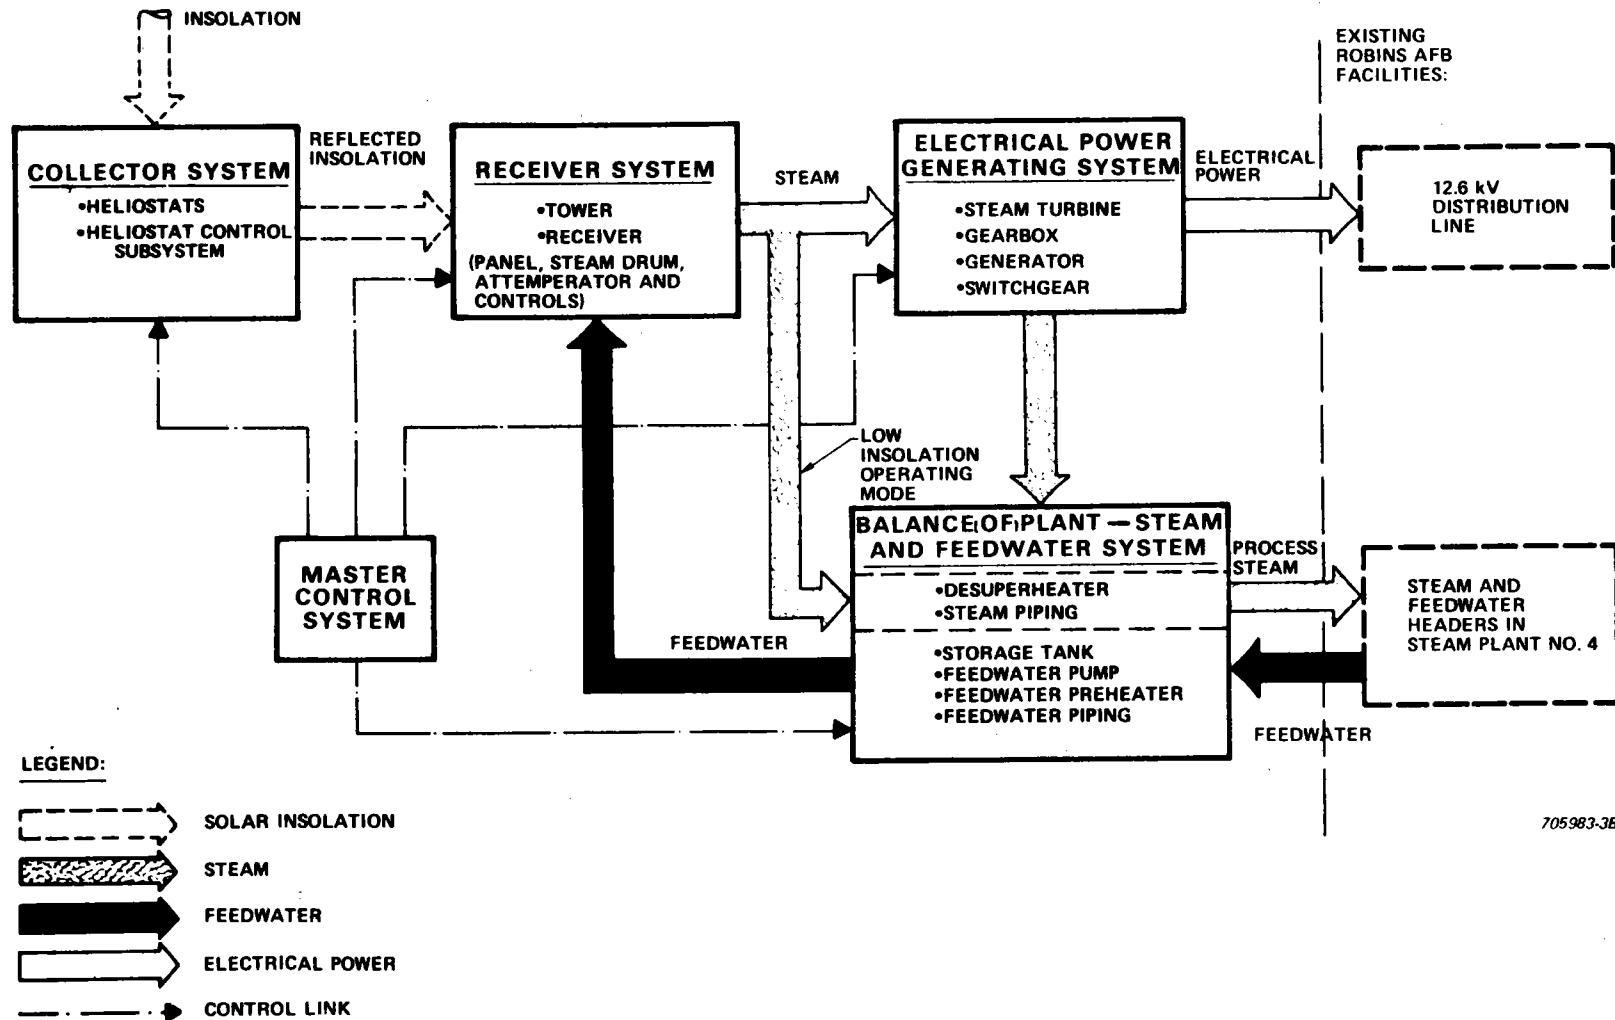 INSOLATION
EXISTING
ROBINS AFB
FACILITIES:
COLLECTOR SYSTEM
•HELIOSTATS
•HELIOSTAT CONTROL
SUBSYSTEM
REFLECTED
INSOLATION
RECEIVER SYSTEM
•TOWER
•RECEIVER
(PANEL, STEAM DRUM,
ATTEMPERATOR AND
CONTROLS)
STEAM
ELECTRICAL POWER
GENERATING SYSTEM
•STEAM TURBINE
•GEARBOX
•GENERATOR
•SWITCHGEAR
ELECTRICAL
POWER
12.6 kV
DISTRIBUTION
LINE
LOW
INSOLATION
OPERATING
MODE
MASTER
CONTROL
SYSTEM
FEEDWATER
BALANCE OF PLANT — STEAM
AND FEEDWATER SYSTEM
•DESUPERHEATER
•STEAM PIPING
•STORAGE TANK
•FEEDWATER PUMP
•FEEDWATER PREHEATER
•FEEDWATER PIPING
PROCESS
STEAM
STEAM AND
FEEDWATER
HEADERS IN
STEAM PLANT NO. 4
FEEDWATER
LEGEND:
SOLAR INSOLATION
STEAM
FEEDWATER
ELECTRICAL POWER
CONTROL LINK
705983-3B